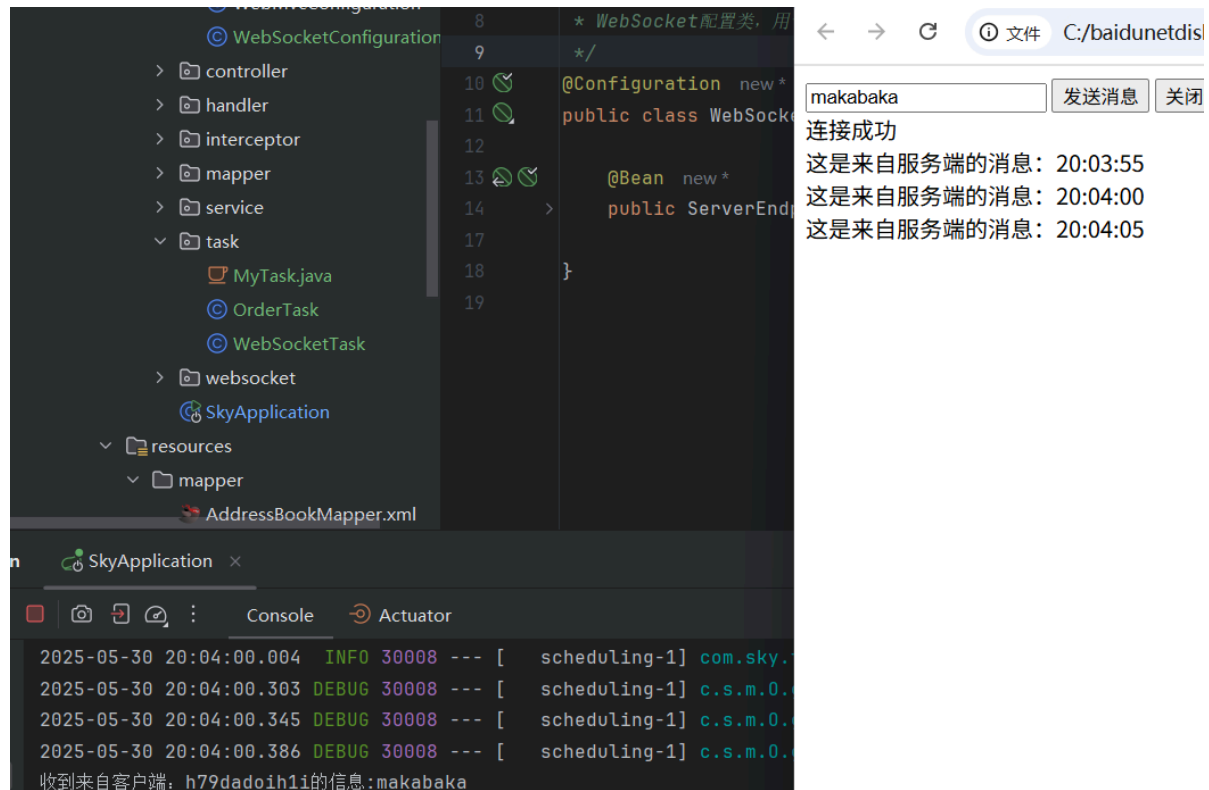 WebSocketConfiguration
controller
handler
interceptor
mapper
service
task
MyTask.java
OrderTask
WebSocketTask
websocket
SkyApplication
resources
mapper
AddressBookMapper.xml
8 * WebSocket配置类，用
9 */
10 @Configuration new *
11 public class WebSocke
12
13 @Bean new *
14 public ServerEndp
17
18 }
19
文件 C:/baidunetdis
makabaka 发送消息 关闭
连接成功
这是来自服务端的消息：20:03:55
这是来自服务端的消息：20:04:00
这是来自服务端的消息：20:04:05
n SkyApplication ×
Console Actuator
2025-05-30 20:04:00.004 INFO 30008 --- [ scheduling-1] com.sky.
2025-05-30 20:04:00.303 DEBUG 30008 --- [ scheduling-1] c.s.m.O.
2025-05-30 20:04:00.345 DEBUG 30008 --- [ scheduling-1] c.s.m.O.
2025-05-30 20:04:00.386 DEBUG 30008 --- [ scheduling-1] c.s.m.O.
收到来自客户端：h79dadoih1i的信息:makabaka